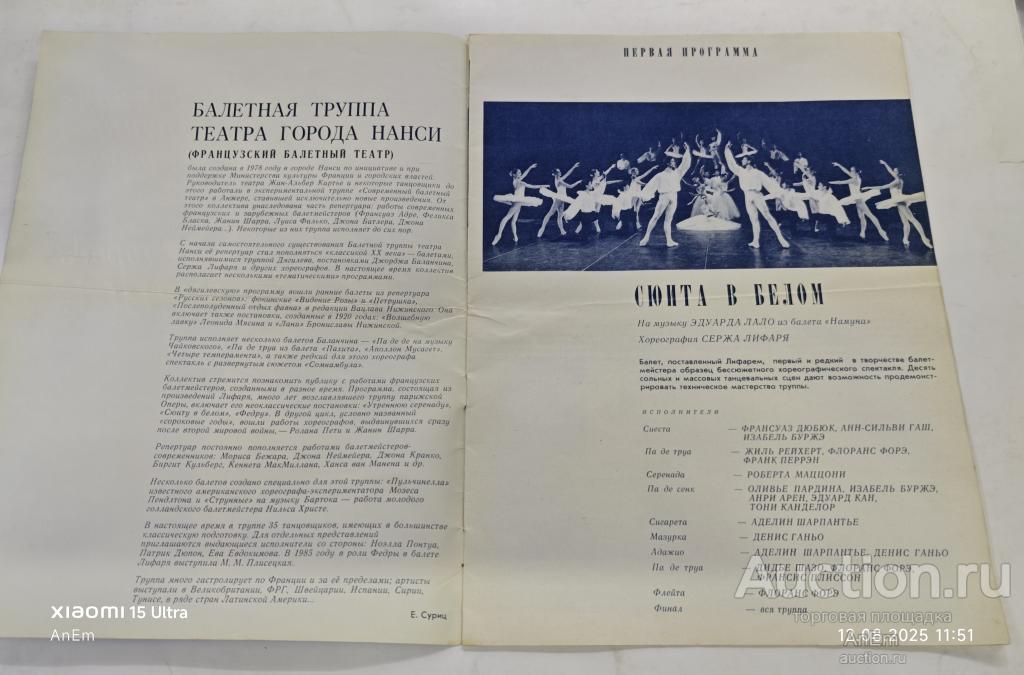 БАЛЕТНАЯ ТРУППА
ТЕАТРА ГОРОДА НАНСИ
(ФРАНЦУЗСКИЙ БАЛЕТНЫЙ ТЕАТР)
была создана в 1978 году в городе Нанси по инициативе и при
поддержке Министерства культуры Франции и городских властей.
Руководитель театра Жан-Альбер Картье и некоторые танцовщики до
этого работали в экспериментальной труппе «Современный балетный
театр» в Анжере, ставившей исключительно новые произведения. От
этого коллектива унаследована часть репертуара: работы современных
французских и зарубежных балетмейстеров (Франсуаз Адре, Феликса
Бласка, Жанин Шарра, Луиса Фалько, Джона Батлера, Джона
Неймейера...). Некоторые из них труппа исполняет до сих пор.
С начала самостоятельного существования Балетной труппы театра
Нанси её репертуар стал пополняться «классикой XX века» — балетами,
исполнявшимися труппой Дягилева, постановками Джорджа Баланчина,
Сержа Лифаря и других хореографов. В настоящее время коллектив
располагает несколькими «тематическими» программами.
В «дягилевскую» программу вошли ранние балеты из репертуара
«Русских сезонов»: фокинские «Видение Розы» и «Петрушка»,
«Послеполуденный отдых фавна» в редакции Вацлава Нижинского. Она
включает также постановки, созданные в 1920 годах: «Волшебную
лавку» Леонида Мясина и «Лани» Брониславы Нижинской.
Труппа исполняет несколько балетов Баланчина — «Па де де на музыку
Чайковского», «Па де труа из балета «Пахита», «Аполлон Мусагет»,
«Четыре темперамента», а также редкий для этого хореографа
спектакль с развернутым сюжетом «Сомнамбула».
Коллектив стремится познакомить публику с работами французских
балетмейстеров, созданными в разное время. Программа, состоящая из
произведений Лифаря, много лет возглавлявшего труппу парижской
Оперы, включает его неоклассические постановки: «Утреннюю серенаду»,
«Сюиту в белом», «Федру». В другой цикл, условно названный
«сороковые годы», вошли работы хореографов, выдвинувшихся сразу
после второй мировой войны, — Ролана Пети и Жанин Шарра.
Репертуар постоянно пополняется работами балетмейстеров-
современников: Мориса Бежара, Джона Неймейера, Джона Кранко,
Биргит Кульберг, Кеннета МакМиллана, Ханса ван Манена и др.
Несколько балетов создано специально для этой труппы: «Пульчинелла»
известного американского хореографа-экспериментатора Мозеса
Пендлтона и «Струнные» на музыку Бартока — работа молодого
голландского балетмейстера Нильса Христе.
В настоящее время в труппе 35 танцовщиков, имеющих в большинстве
классическую подготовку. Для отдельных представлений
приглашаются выдающиеся исполнители со стороны: Ноэлла Понтуа,
Патрик Дюпон, Ева Евдокимова. В 1985 году в роли Федры в балете
Лифаря выступила М. М. Плисецкая.
Труппа много гастролирует по Франции и за её пределами; артисты
выступали в Великобритании, ФРГ, Швейцарии, Испании, Сирии,
Тунисе, в ряде стран Латинской Америки...
Е. Суриц
ПЕРВАЯ ПРОГРАММА
СЮИТА В БЕЛОМ
На музыку ЭДУАРДА ЛАЛО из балета «Намуна»
Хореография СЕРЖА ЛИФАРЯ
Балет, поставленный Лифарем, первый и редкий в творчестве балет-
мейстера образец бессюжетного хореографического спектакля. Десять
сольных и массовых танцевальных сцен дают возможность продемонст-
рировать техническое мастерство труппы.
ИСПОЛНИТЕЛИ
Сиеста — ФРАНСУАЗ ДЮБЮК, АНН-СИЛЬВИ ГАШ,
ИЗАБЕЛЬ БУРЖЭ
Па де труа — ЖИЛЬ РЕЙХЕРТ, ФЛОРАНС ФОРЭ,
ФРАНК ПЕРРЭН
Серенада — РОБЕРТА МАЦЦОНИ
Па де сенк — ОЛИВЬЕ ПАРДИНА, ИЗАБЕЛЬ БУРЖЭ,
АНРИ АРЕН, ЭДУАРД КАН,
ТОНИ КАНДЕЛОР
Сигарета — АДЕЛИН ШАРПАНТЬЕ
Мазурка — ДЕНИС ГАНЬО
Адажио — АДЕЛИН ШАРПАНТЬЕ, ДЕНИС ГАНЬО
Па де труа — ДИДЬЕ ШАЗО, ФЛОРАНС ФОРЭ,
ФРАНСИС ПЛИССОН
Флейта — ФЛОРАНС ФОРЭ
Финал — вся труппа
XIAOMI 15 Ultra
AnEm
Auction.ru
торговая площадка
12.08.2025 11:51
AnEm
auction.ru